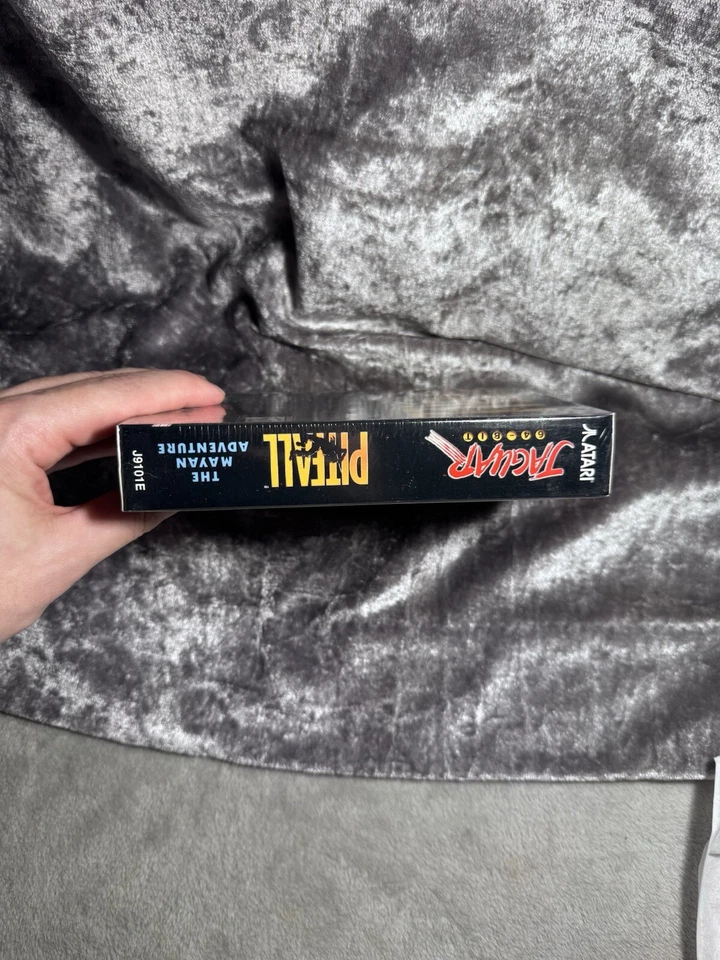 ATARI
JAGUAR
64-BIT
PITFALL
THE
MAYAN
ADVENTURE
J9101E